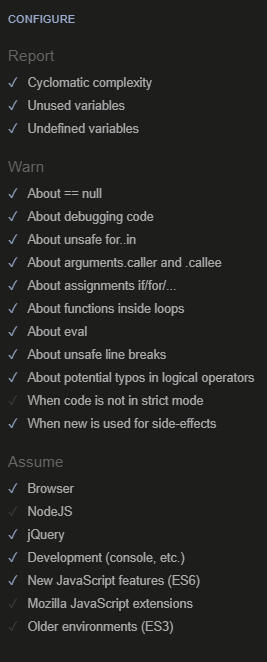 CONFIGURE
Report
Cyclomatic complexity
Unused variables
Undefined variables
Warn
About == null
About debugging code
About unsafe for..in
About arguments.caller and .callee
About assignments if/for/...
About functions inside loops
About eval
About unsafe line breaks
About potential typos in logical operators
When code is not in strict mode
When new is used for side-effects
Assume
Browser
NodeJS
jQuery
Development (console, etc.)
New JavaScript features (ES6)
Mozilla JavaScript extensions
Older environments (ES3)